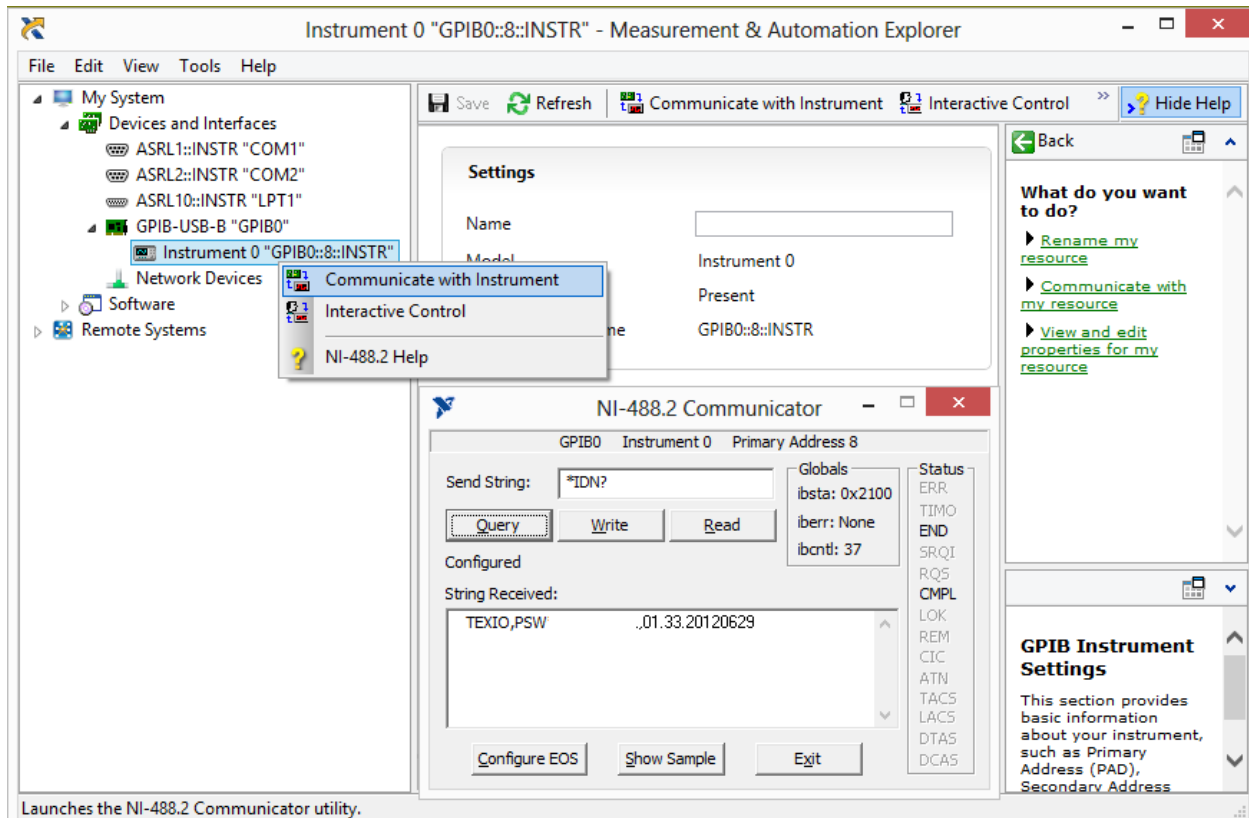 Instrument 0 "GPIB0::8::INSTR" - Measurement & Automation Explorer
File Edit View Tools Help
My System
Devices and Interfaces
ASRL1::INSTR "COM1"
ASRL2::INSTR "COM2"
ASRL10::INSTR "LPT1"
GPIB-USB-B "GPIB0"
Instrument 0 "GPIB0::8::INSTR"
Network Devices
Software
Remote Systems
Communicate with Instrument
Interactive Control
NI-488.2 Help
Save Refresh Communicate with Instrument Interactive Control » Hide Help
Settings
Name
Model Instrument 0
Present
me GPIB0::8::INSTR
Back
What do you want
to do?
Rename my
resource
Communicate with
my resource
View and edit
properties for my
resource
NI-488.2 Communicator
GPIB0 Instrument 0 Primary Address 8
Send String: *IDN?
Query Write Read
Configured
String Received:
TEXIO,PSW .,01.33.20120629
Configure EOS Show Sample Exit
Globals
ibsta: 0x2100
iberr: None
ibcntl: 37
Status
ERR
TIMO
END
SRQI
RQS
CMPL
LOK
REM
CIC
ATN
TACS
LACS
DTAS
DCAS
GPIB Instrument
Settings
This section provides
basic information
about your instrument,
such as Primary
Address (PAD),
Secondary Address
Launches the NI-488.2 Communicator utility.